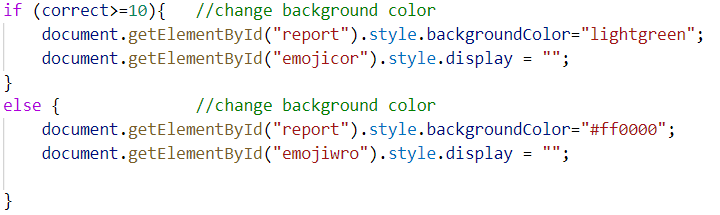 if (correct>=10){   //change background color
    document.getElementById("report").style.backgroundColor="lightgreen";
    document.getElementById("emojicor").style.display = "";
}
else {              //change background color
    document.getElementById("report").style.backgroundColor="#ff0000";
    document.getElementById("emojiwro").style.display = "";
}